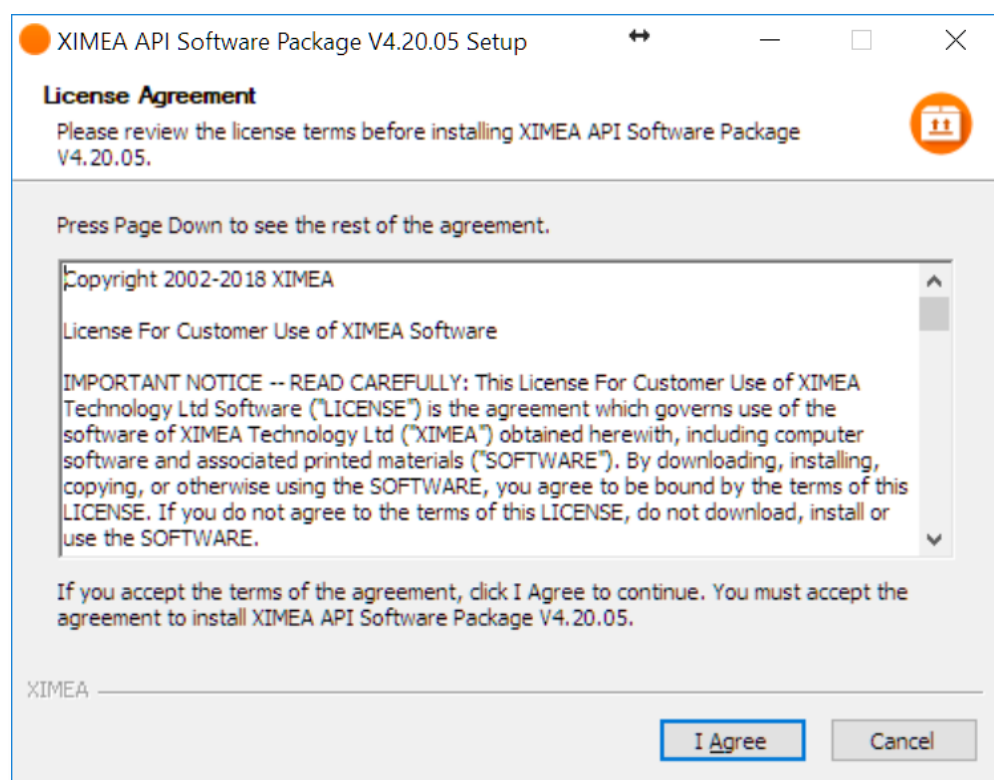 XIMEA API Software Package V4.20.05 Setup
License Agreement
Please review the license terms before installing XIMEA API Software Package
V4.20.05.
Press Page Down to see the rest of the agreement.
Copyright 2002-2018 XIMEA
License For Customer Use of XIMEA Software
IMPORTANT NOTICE -- READ CAREFULLY: This License For Customer Use of XIMEA
Technology Ltd Software ("LICENSE") is the agreement which governs use of the
software of XIMEA Technology Ltd ("XIMEA") obtained herewith, including computer
software and associated printed materials ("SOFTWARE"). By downloading, installing,
copying, or otherwise using the SOFTWARE, you agree to be bound by the terms of this
LICENSE. If you do not agree to the terms of this LICENSE, do not download, install or
use the SOFTWARE.
If you accept the terms of the agreement, click I Agree to continue. You must accept the
agreement to install XIMEA API Software Package V4.20.05.
XIMEA
I Agree
Cancel